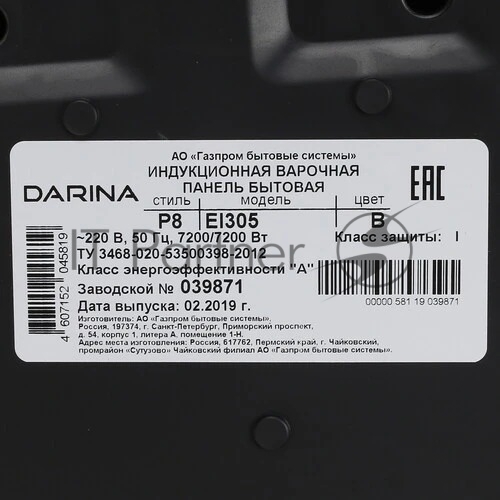 АО «Газпром бытовые системы»
ИНДУКЦИОННАЯ ВАРОЧНАЯ
ПАНЕЛЬ БЫТОВАЯ
DARINA
EAC
стиль модель цвет
P8 EI305 B
~220 В, 50 Гц, 7200/7200 Вт Класс защиты: I
ТУ 3468-020-53500398-2012
Класс энергоэффективности "А"
Заводской № 039871
Дата выпуска: 02.2019 г.
00000 581 19 039871
4 607152 045819
Изготовитель: АО «Газпром бытовые системы».
Россия, 197374, г. Санкт-Петербург, Приморский проспект,
д. 54, корпус 1, литера А, помещение 1-Н.
Адрес места изготовления: Россия, 617762, Пермский край, г. Чайковский,
промрайон «Сутузово» Чайковский филиал АО «Газпром бытовые системы».
IT Partner